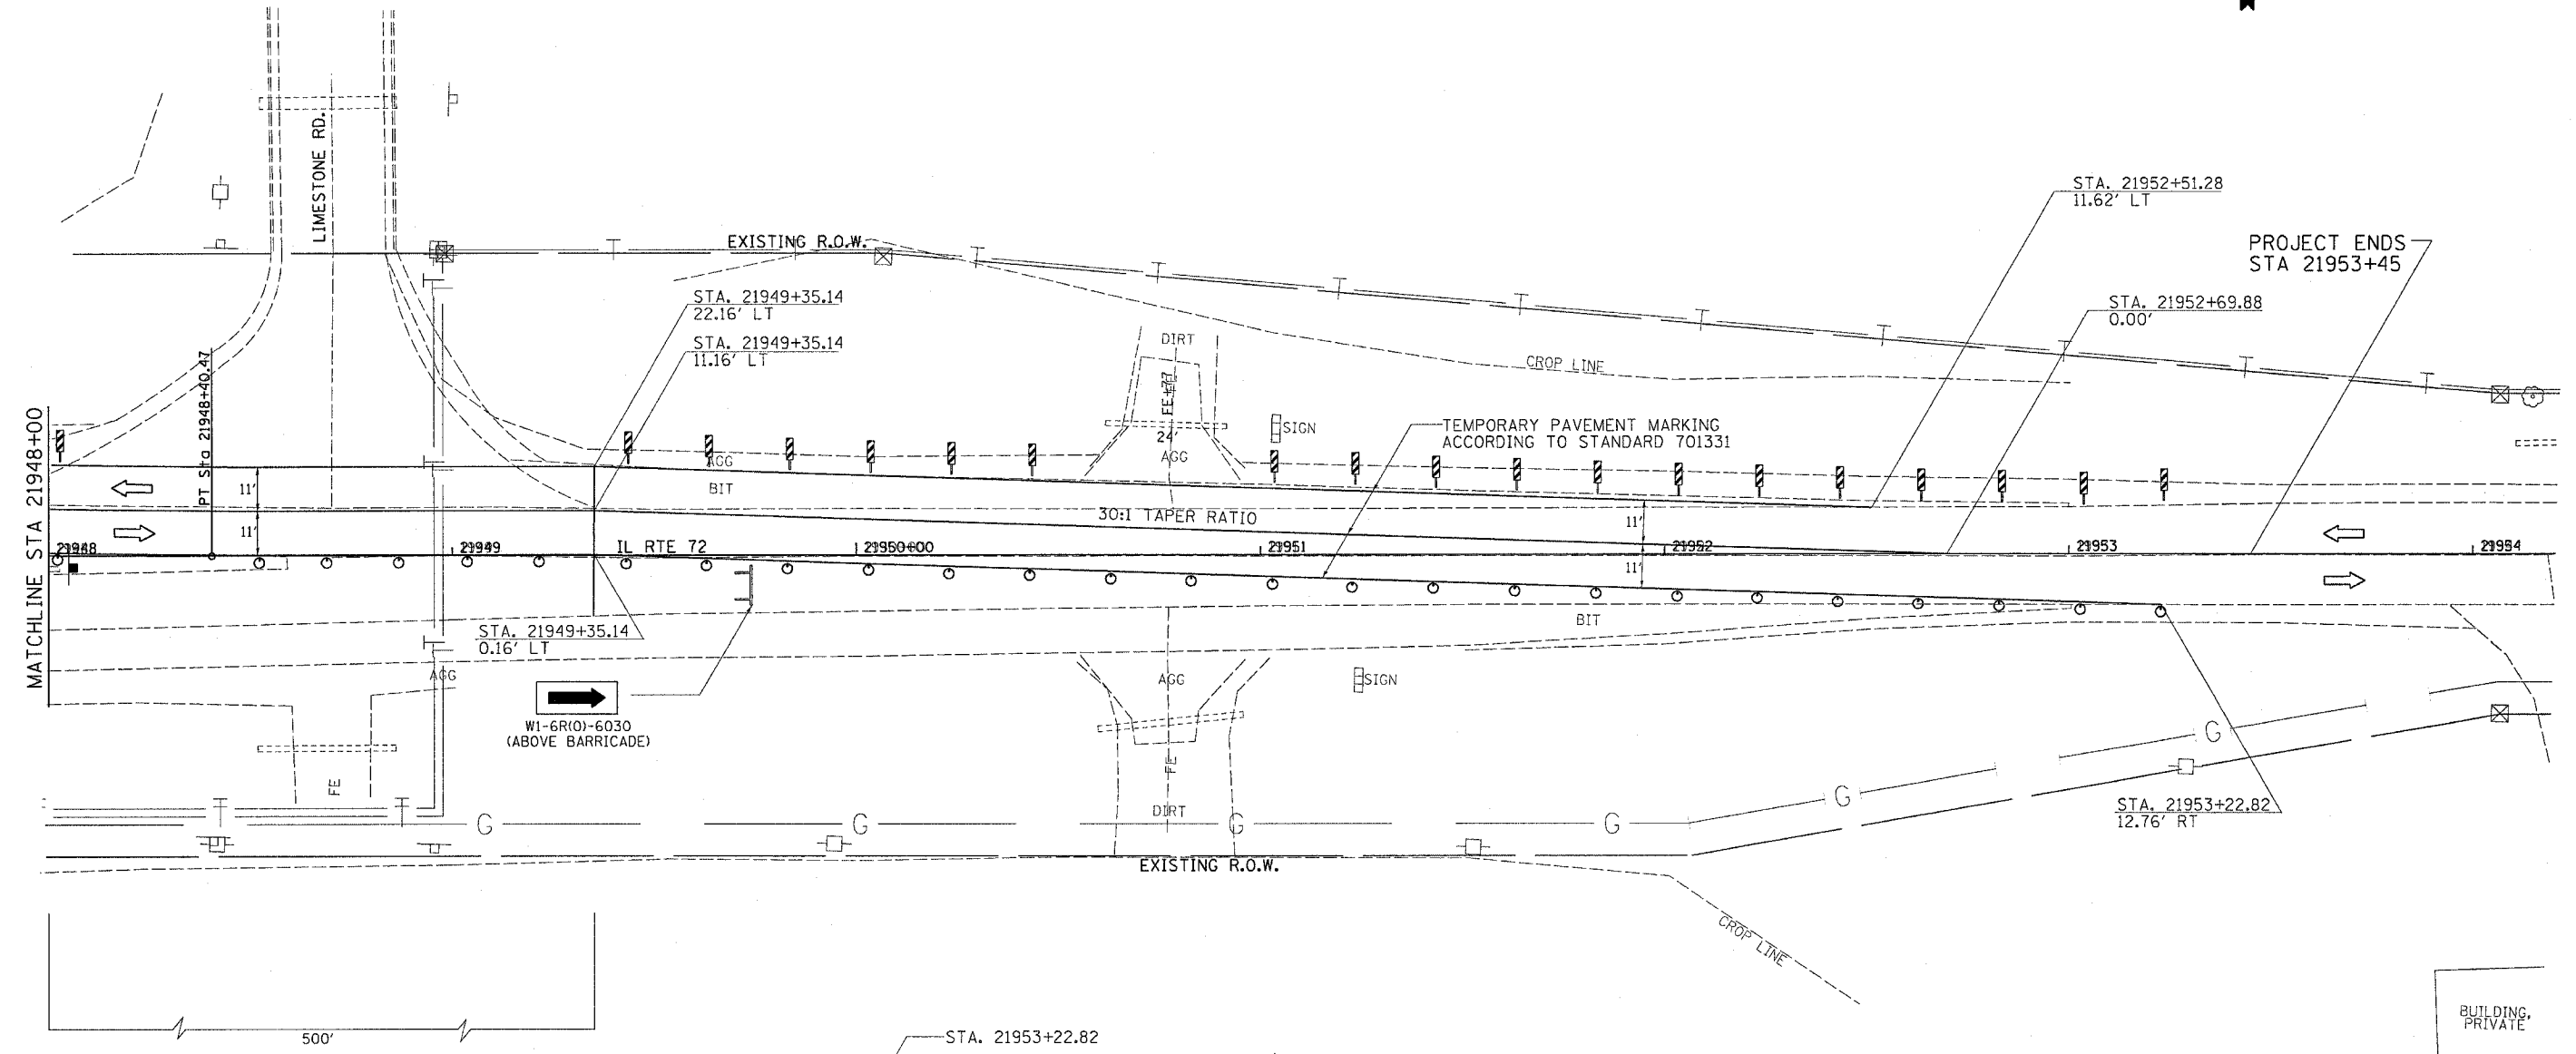 STA. 21952+51.28
11.62' LT
PROJECT ENDS
STA 21953+45
LIMESTONE RD.
EXISTING R.O.W.
STA. 21949+35.14
22.16' LT
STA. 21952+69.88
0.00'
STA. 21949+35.14
11.16' LT
DIRT
CROP LINE
PT Sta 21948+40.47
MATCHLINE STA 21948+00
24'
SIGN
TEMPORARY PAVEMENT MARKING
ACCORDING TO STANDARD 701331
AGG
AGG
BIT
11'
11'
30:1 TAPER RATIO
11'
11'
21948
21949
IL RTE 72
21950+00
21951
21952
21953
21954
STA. 21949+35.14
0.16' LT
BIT
AGG
AGG
SIGN
W1-6R(O)-6030
(ABOVE BARRICADE)
FE
FE
DIRT
G
G
G
G
G
G
STA. 21953+22.82
12.76' RT
EXISTING R.O.W.
CROP LINE
500'
STA. 21953+22.82
BUILDING,
PRIVATE